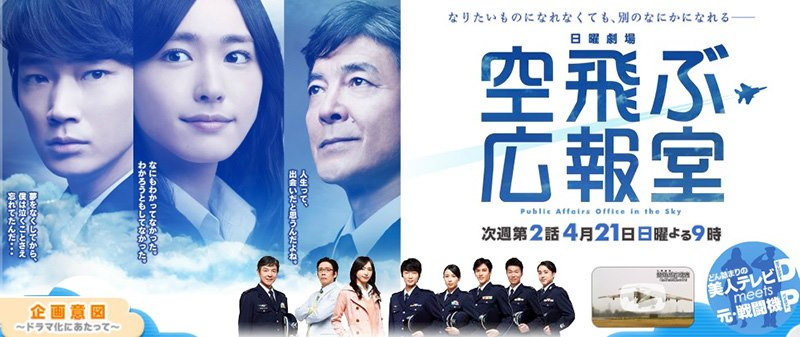 なりたいものになれなくても、別のなにかになれる――
日曜劇場
空飛ぶ
広報室
Public Affairs Office in the Sky
次週第2話 4月21日 日曜よる9時
夢をなくしてから、
僕は泣くことさえ
忘れてたんだ…
なにもわかってなかった。
わかろうともしてなかった。
人生って、
出会いだと思うんだよね。
企画意図
～ドラマ化にあたって～
どん詰まりの
美人テレビD
meets
元・戦闘機P